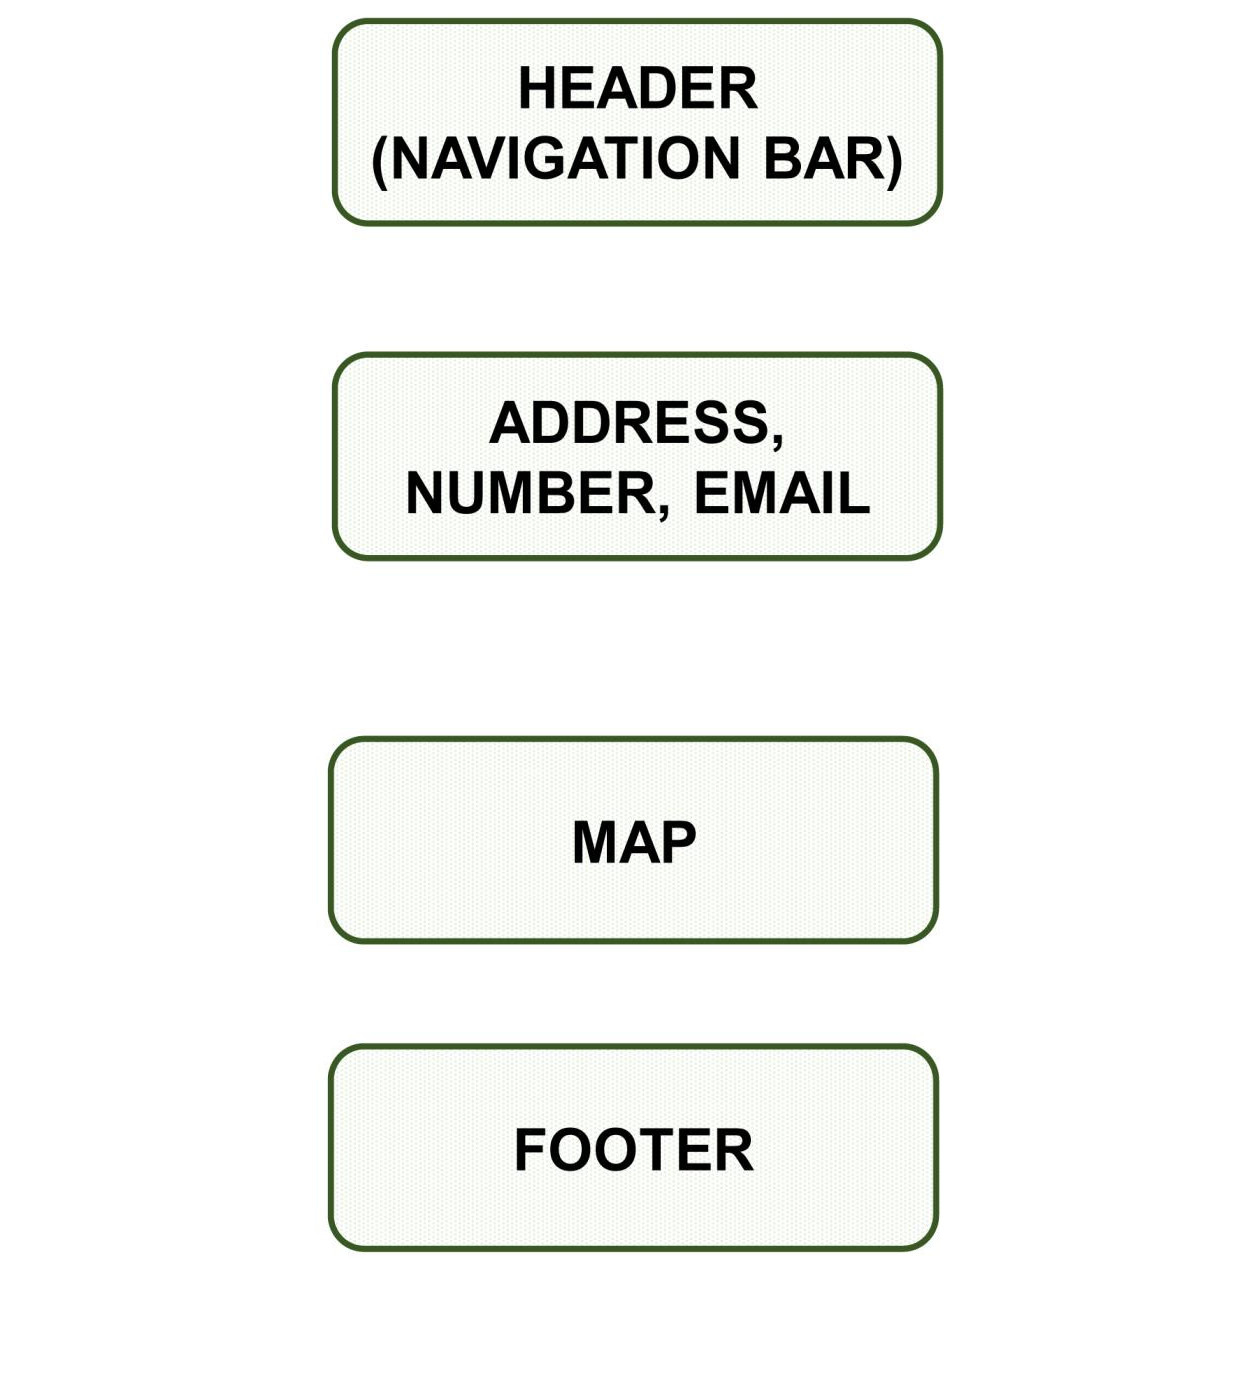 HEADER
(NAVIGATION BAR)
ADDRESS,
NUMBER, EMAIL
MAP
FOOTER